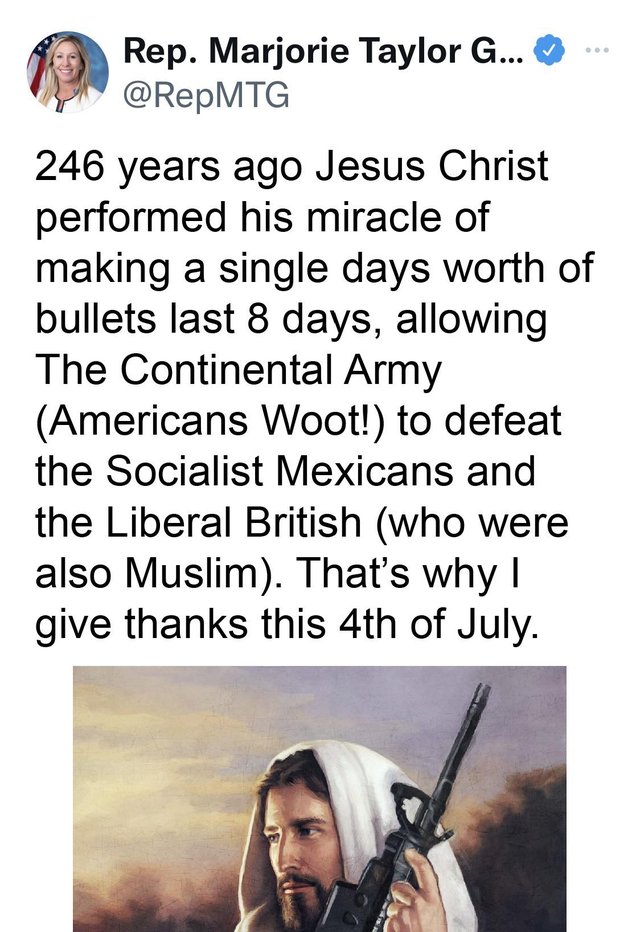 Rep. Marjorie Taylor G...
@RepMTG
246 years ago Jesus Christ
performed his miracle of
making a single days worth of
bullets last 8 days, allowing
The Continental Army
(Americans Woot!) to defeat
the Socialist Mexicans and
the Liberal British (who were
also Muslim). That’s why I
give thanks this 4th of July.